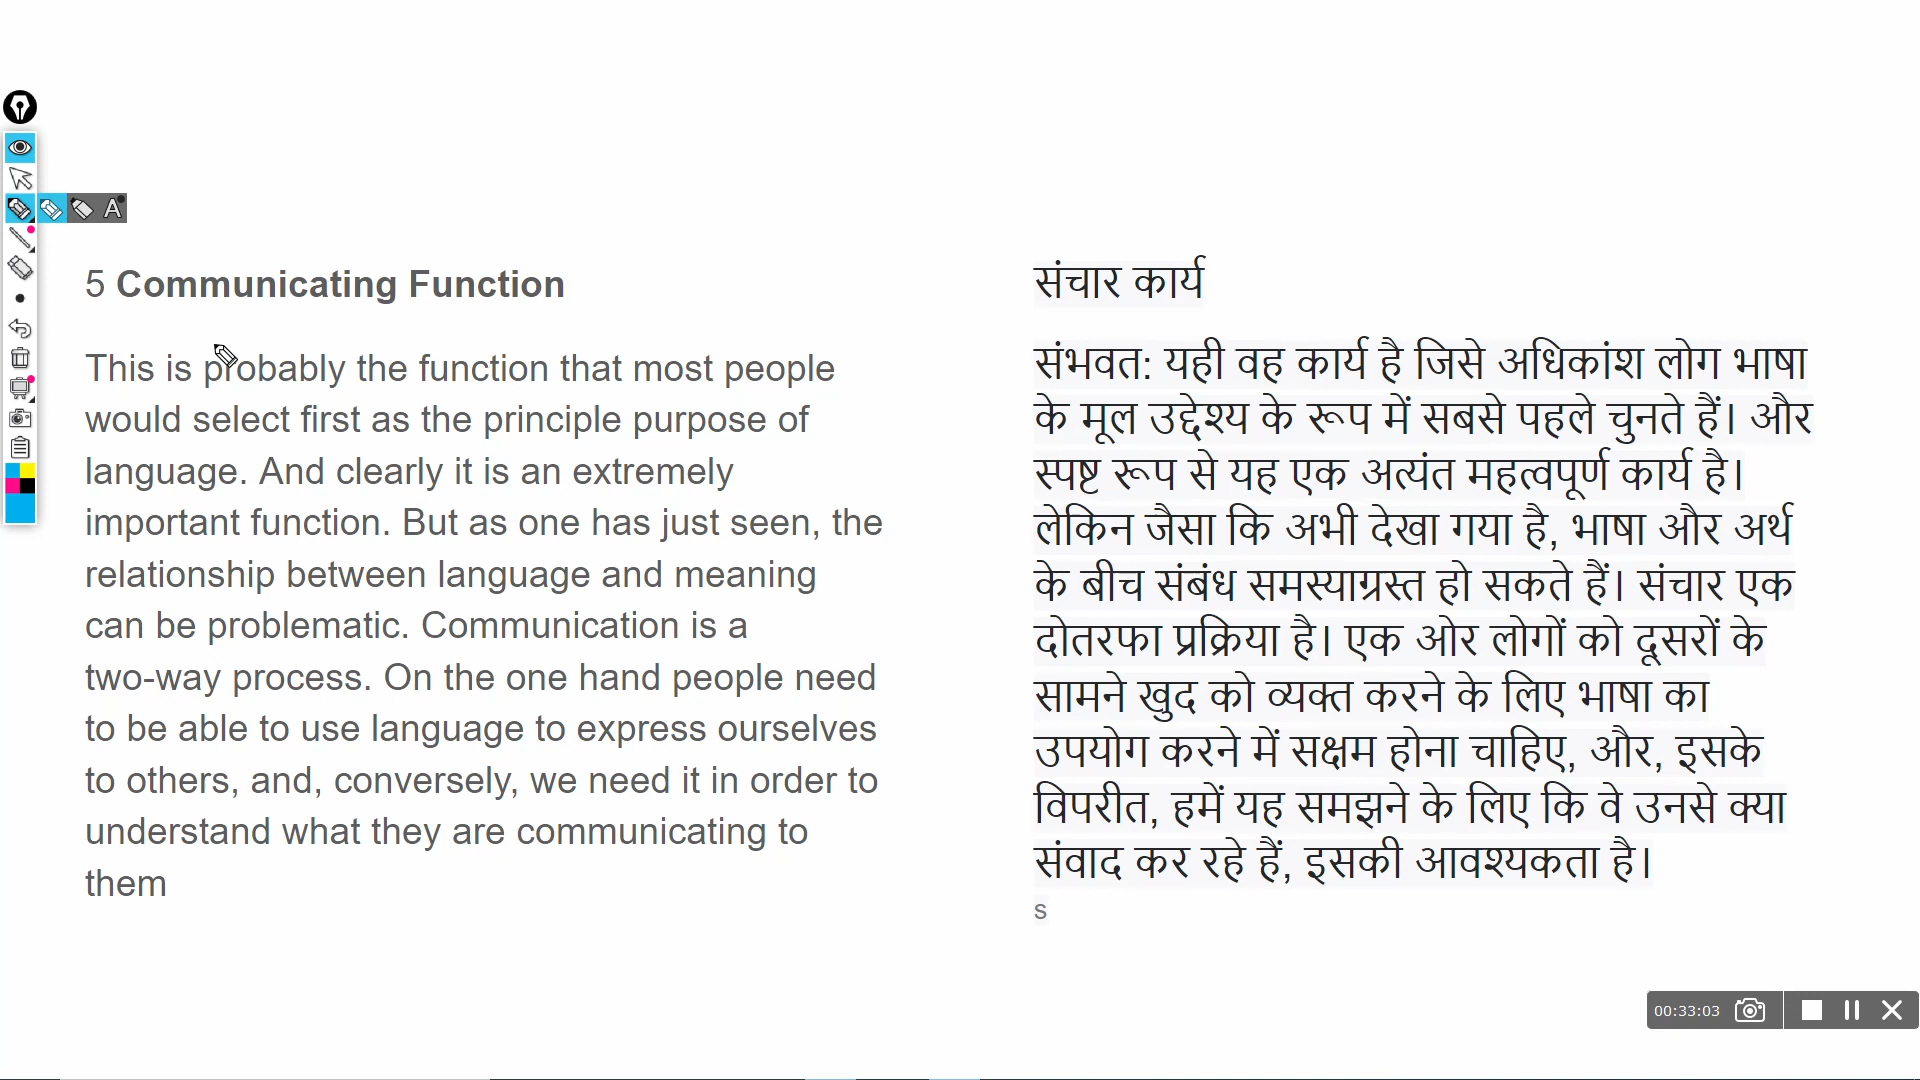 A
5 Communicating Function
This is probably the function that most people
would select first as the principle purpose of
language. And clearly it is an extremely
important function. But as one has just seen, the
relationship between language and meaning
can be problematic. Communication is a
two-way process. On the one hand people need
to be able to use language to express ourselves
to others, and, conversely, we need it in order to
understand what they are communicating to
them
संचार कार्य
संभवत: यही वह कार्य है जिसे अधिकांश लोग भाषा
के मूल उद्देश्य के रूप में सबसे पहले चुनते हैं। और
स्पष्ट रूप से यह एक अत्यंत महत्वपूर्ण कार्य है।
लेकिन जैसा कि अभी देखा गया है, भाषा और अर्थ
के बीच संबंध समस्याग्रस्त हो सकते हैं। संचार एक
दोतरफा प्रक्रिया है। एक ओर लोगों को दूसरों के
सामने खुद को व्यक्त करने के लिए भाषा का
उपयोग करने में सक्षम होना चाहिए, और, इसके
विपरीत, हमें यह समझने के लिए कि वे उनसे क्या
संवाद कर रहे हैं, इसकी आवश्यकता है।
s
00:33:03